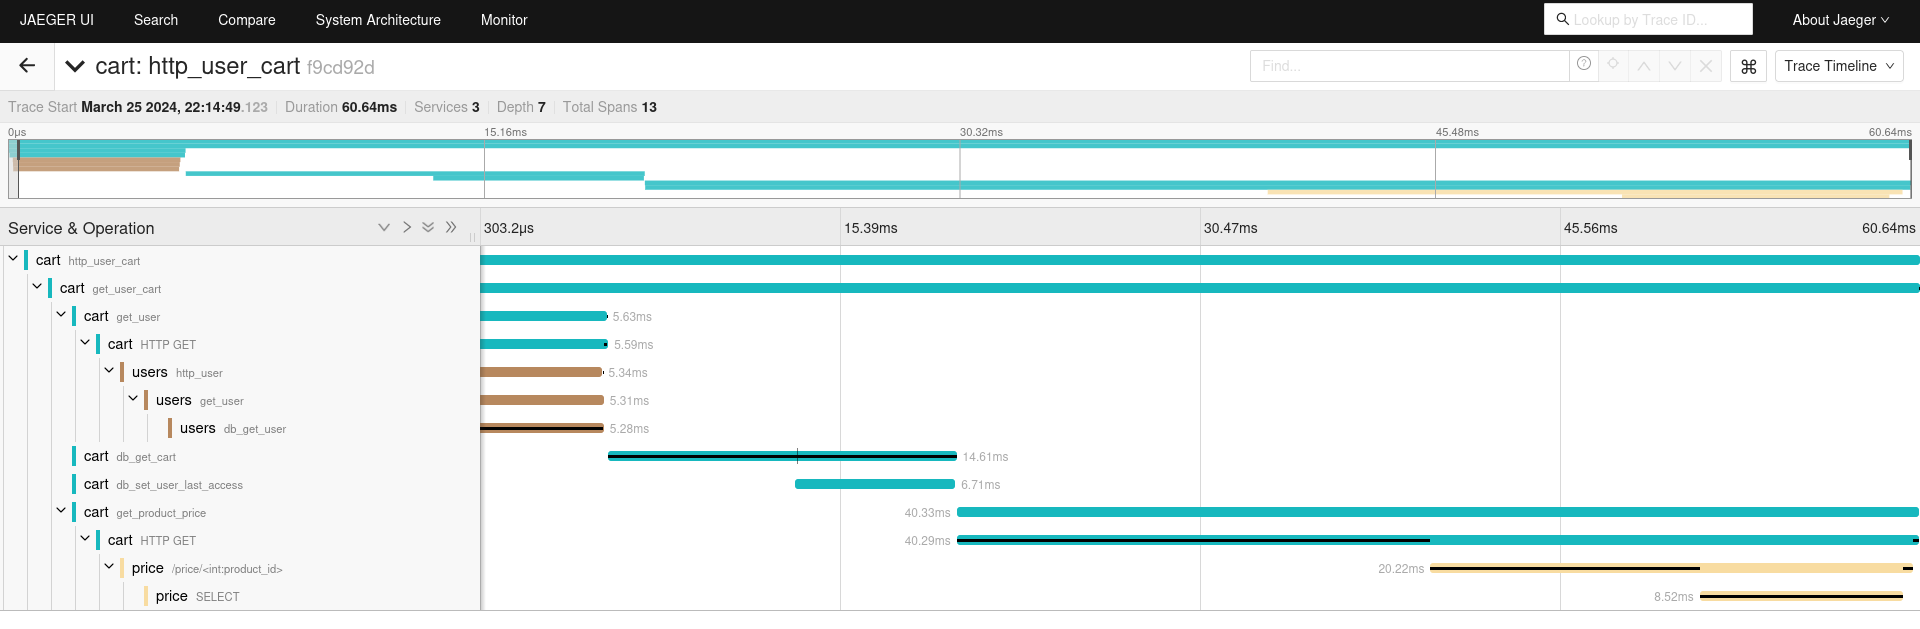 JAEGER UI Search Compare System Architecture Monitor Lookup by Trace ID... About Jaeger
cart: http_user_cart f9cd92d Find... Trace Timeline
Trace Start March 25 2024, 22:14:49.123 Duration 60.64ms Services 3 Depth 7 Total Spans 13
0μs 15.16ms 30.32ms 45.48ms 60.64ms
Service & Operation 303.2μs 15.39ms 30.47ms 45.56ms 60.64ms
cart http_user_cart
cart get_user_cart
cart get_user 5.63ms
cart HTTP GET 5.59ms
users http_user 5.34ms
users get_user 5.31ms
users db_get_user 5.28ms
cart db_get_cart 14.61ms
cart db_set_user_last_access 6.71ms
cart get_product_price 40.33ms
cart HTTP GET 40.29ms
price /price/<int:product_id> 20.22ms
price SELECT 8.52ms